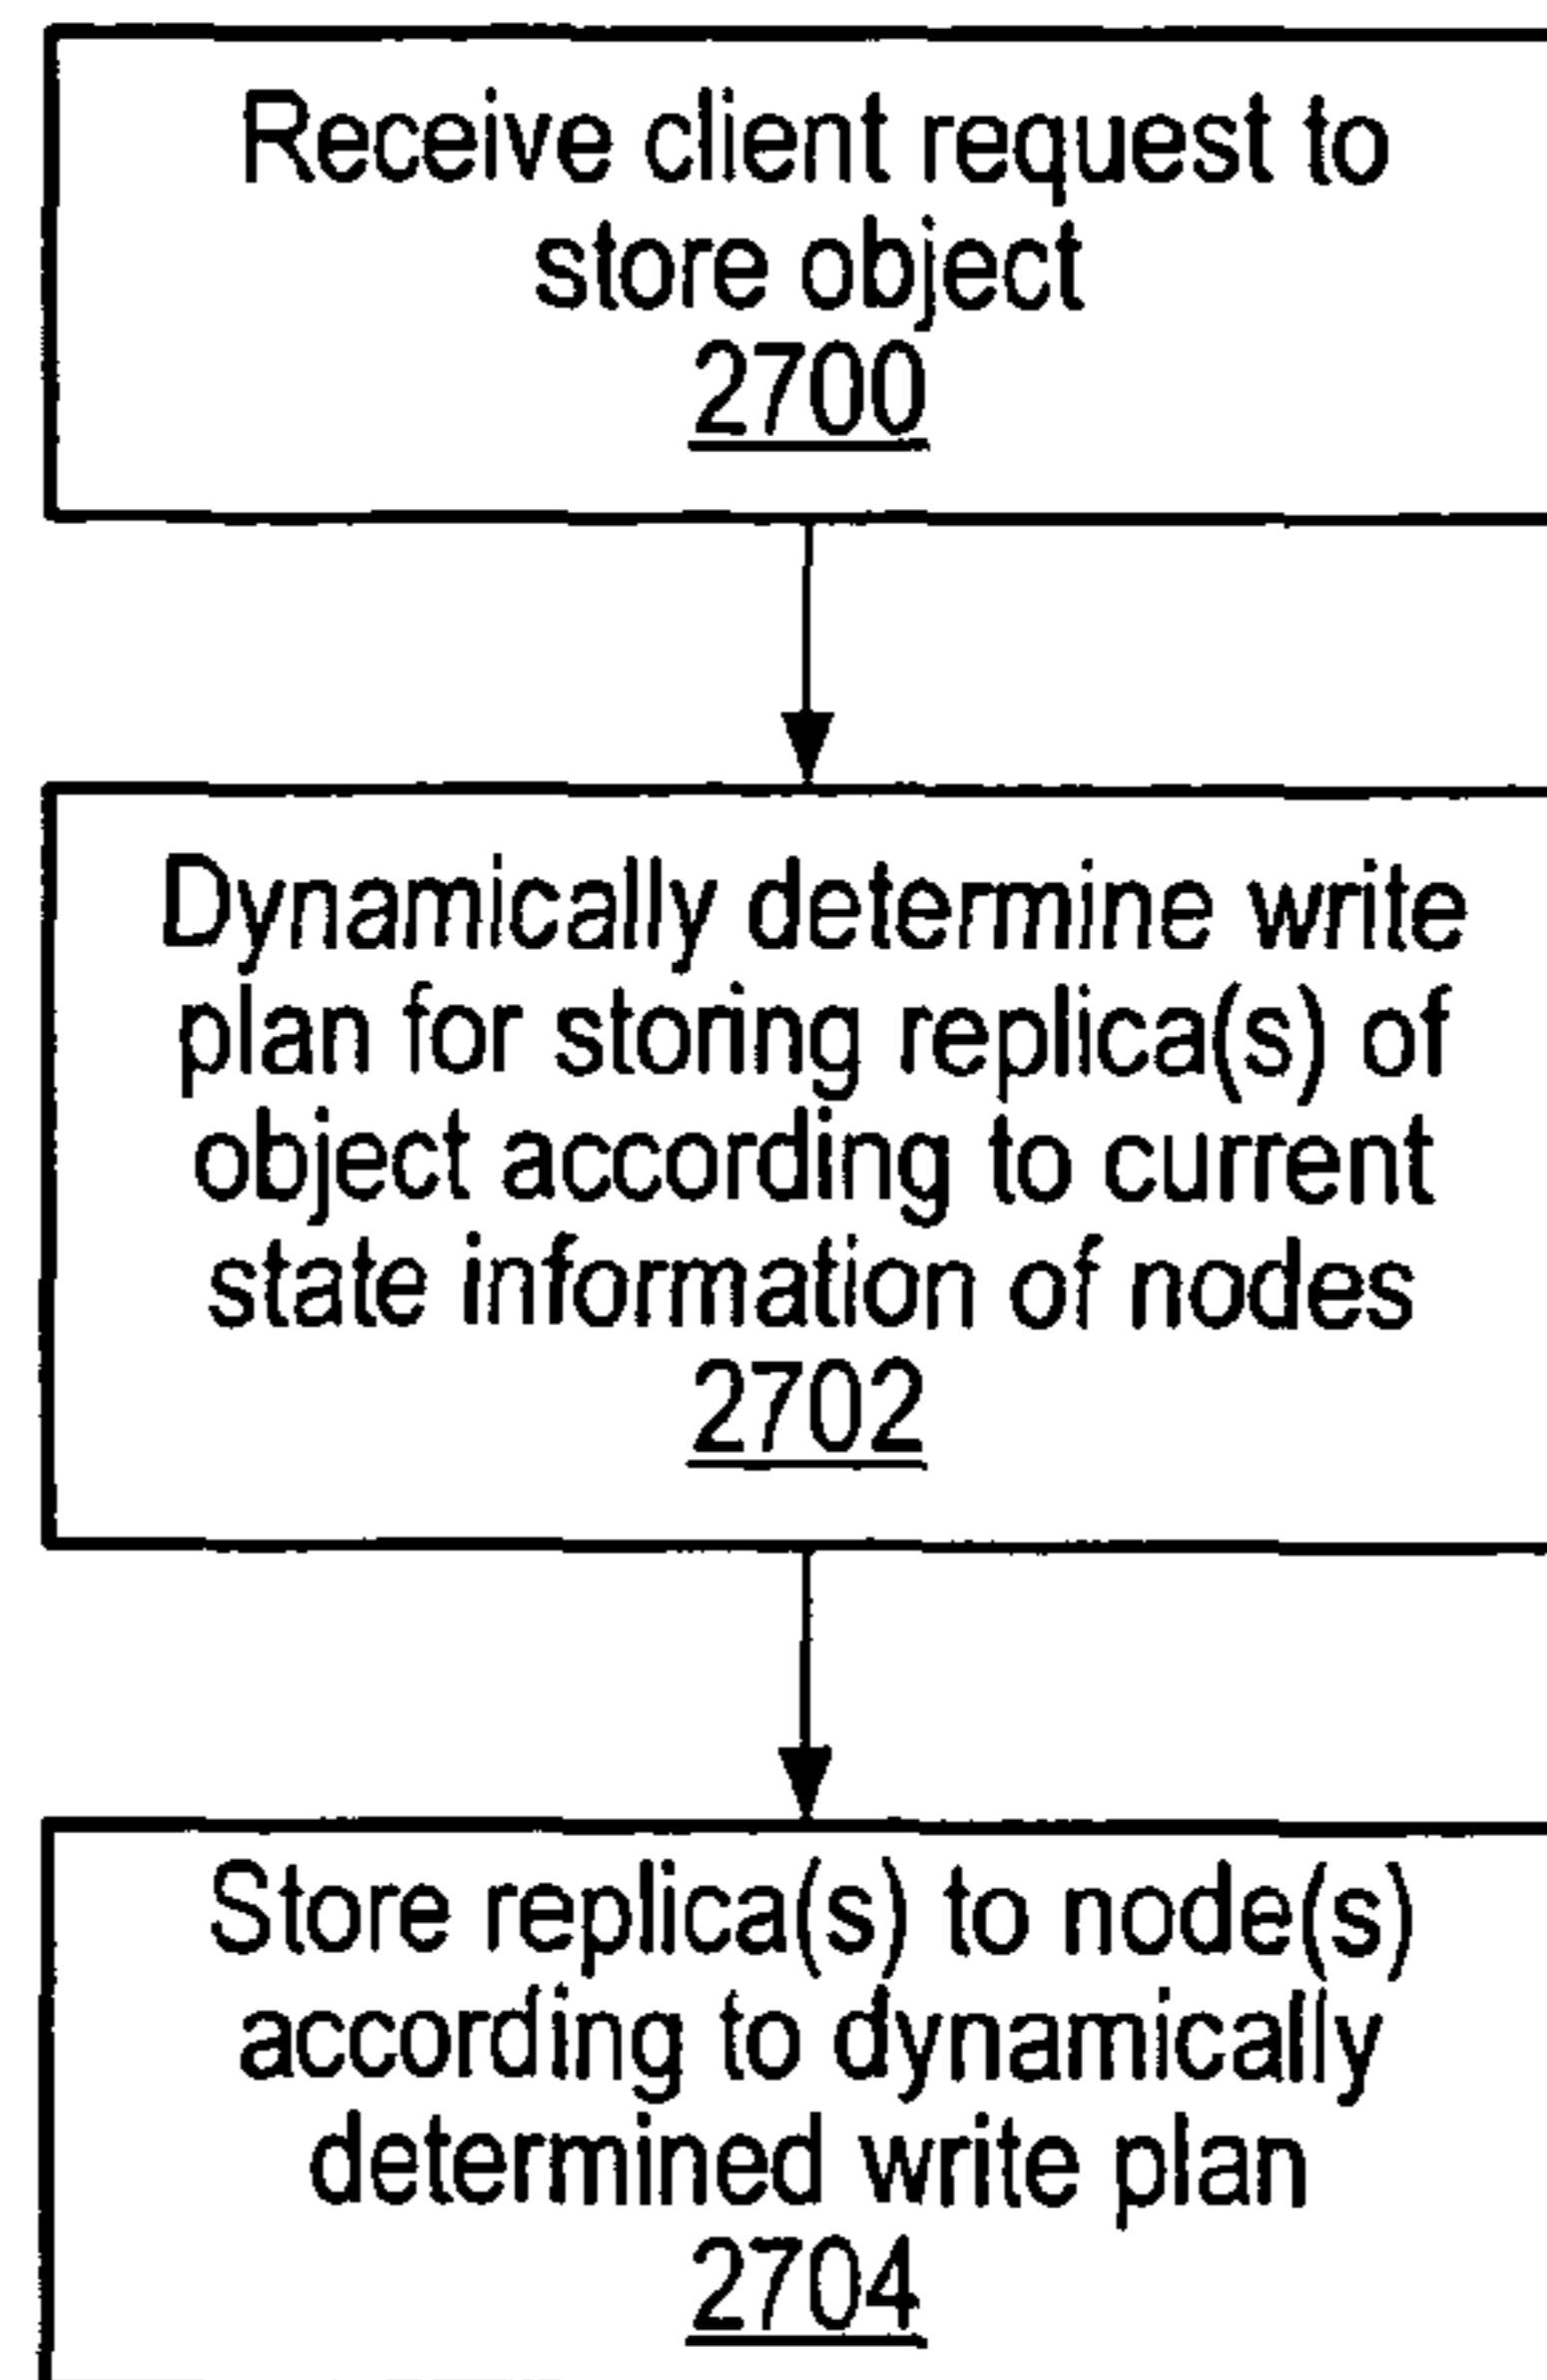 Receive client request to
store object
2700
Dynamically determine write
plan for storing replica(s) of
object according to current
state information of nodes
2702
Store replica(s) to node(s)
according to dynamically
determined write plan
2704